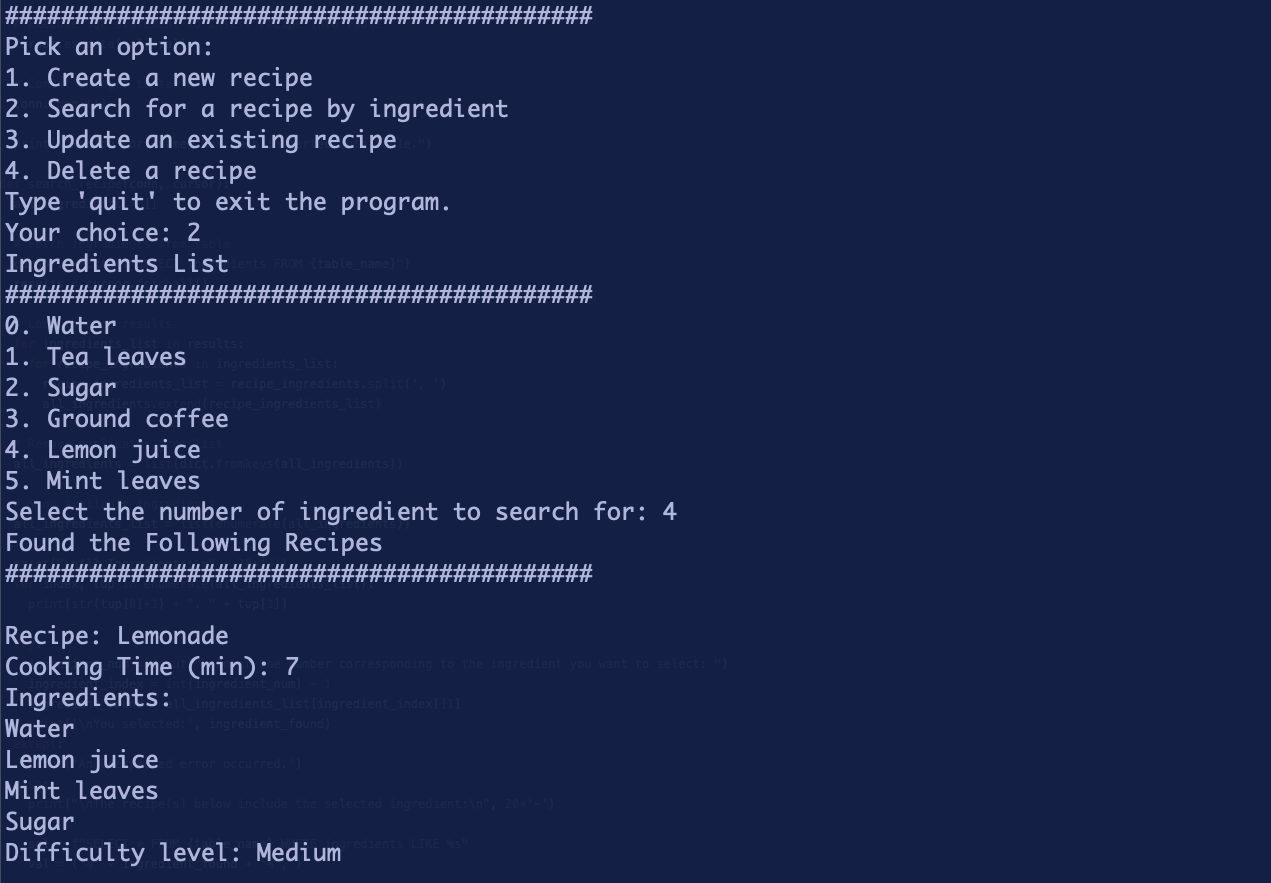 ##########################################
Pick an option:
1. Create a new recipe
2. Search for a recipe by ingredient
3. Update an existing recipe
4. Delete a recipe
Type 'quit' to exit the program.
Your choice: 2
Ingredients List
##########################################
0. Water
1. Tea leaves
2. Sugar
3. Ground coffee
4. Lemon juice
5. Mint leaves
Select the number of ingredient to search for: 4
Found the Following Recipes
##########################################
Recipe: Lemonade
Cooking Time (min): 7
Ingredients:
Water
Lemon juice
Mint leaves
Sugar
Difficulty level: Medium